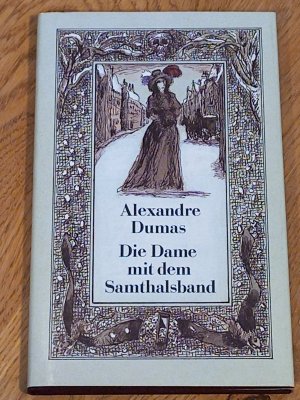 Alexandre
Dumas
Die Dame
mit dem
Samthalsband